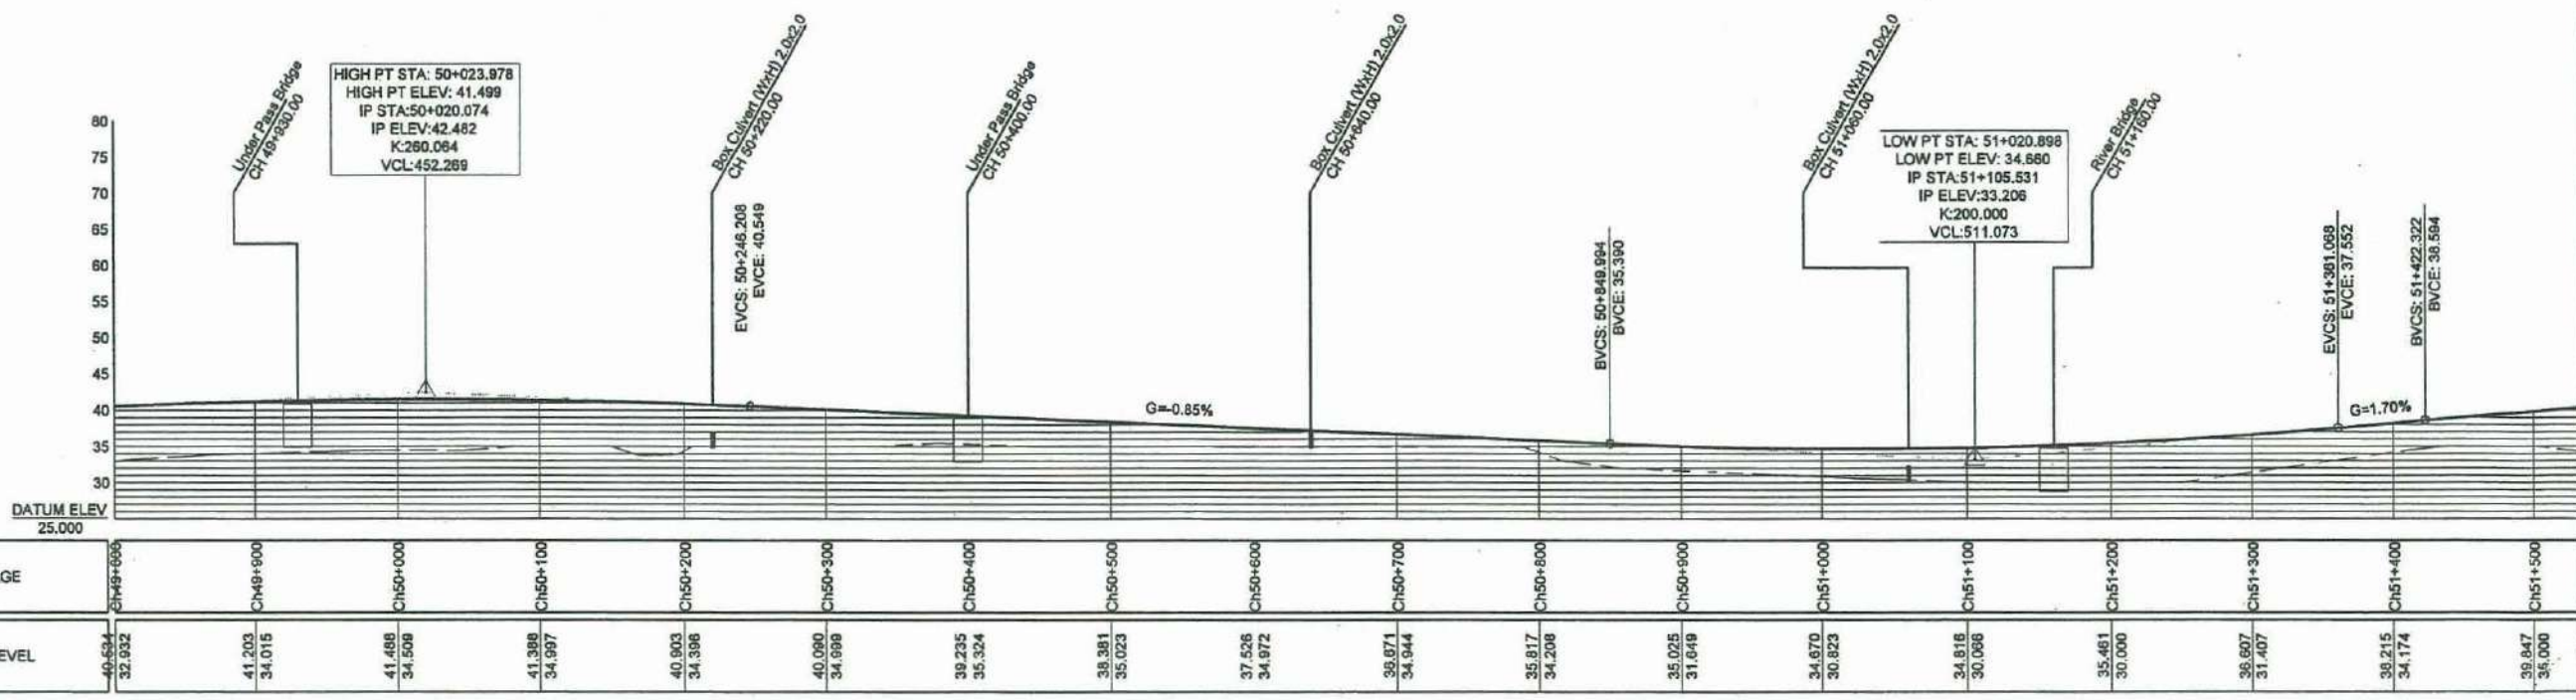 Under Pass Bridge
CH 49+930.00
HIGH PT STA: 50+023.978
HIGH PT ELEV: 41.499
IP STA:50+020.074
IP ELEV:42.482
K:260.064
VCL:452.269
Box Culvert (WxH) 2.0x2.0
CH 50+220.00
EVCS: 50+246.208
EVCE: 40.549
Under Pass Bridge
CH 50+400.00
Box Culvert (WxH) 2.0x2.0
CH 50+640.00
BVCS: 50+849.994
BVCE: 35.390
Box Culvert (WxH) 2.0x2.0
CH 51+060.00
LOW PT STA: 51+020.898
LOW PT ELEV: 34.660
IP STA:51+105.531
IP ELEV:33.206
K:200.000
VCL:511.073
River Bridge
CH 51+160.00
EVCS: 51+361.068
EVCE: 37.552
BVCS: 51+422.322
BVCE: 38.594
80
75
70
65
60
55
50
45
40
35
30
G=-0.85%
G=1.70%
DATUM ELEV
25.000
GE
Ch49+800
Ch49+900
Ch50+000
Ch50+100
Ch50+200
Ch50+300
Ch50+400
Ch50+500
Ch50+600
Ch50+700
Ch50+800
Ch50+900
Ch51+000
Ch51+100
Ch51+200
Ch51+300
Ch51+400
Ch51+500
EVEL
40.534
32.932
41.203
34.015
41.488
34.509
41.388
34.997
40.903
34.396
40.090
34.999
39.235
35.324
38.381
35.023
37.526
34.972
36.671
34.944
35.817
34.208
35.025
31.649
34.670
30.823
34.816
30.066
35.461
30.000
36.607
31.407
38.215
34.174
39.847
35.000